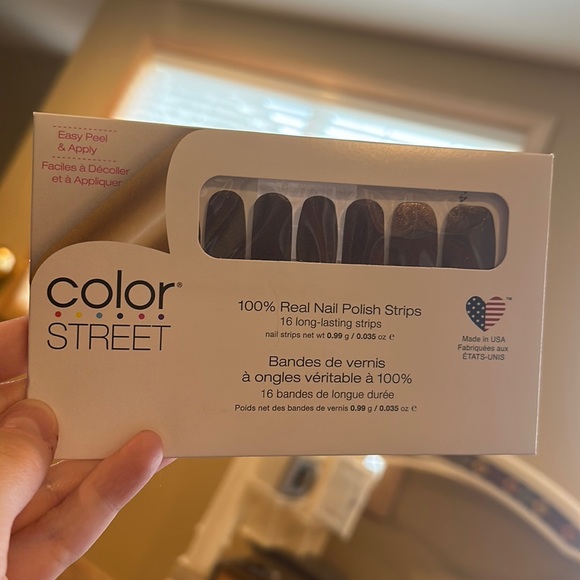 Easy Peel
& Apply
Faciles à Décoller
et à Appliquer
color®
STREET
100% Real Nail Polish Strips
16 long-lasting strips
nail strips net wt 0.99 g / 0.035 oz ℮
Bandes de vernis
à ongles véritable à 100%
16 bandes de longue durée
Poids net des bandes de vernis 0.99 g / 0.035 oz ℮
™
Made in USA
Fabriquées aux
ÉTATS-UNIS